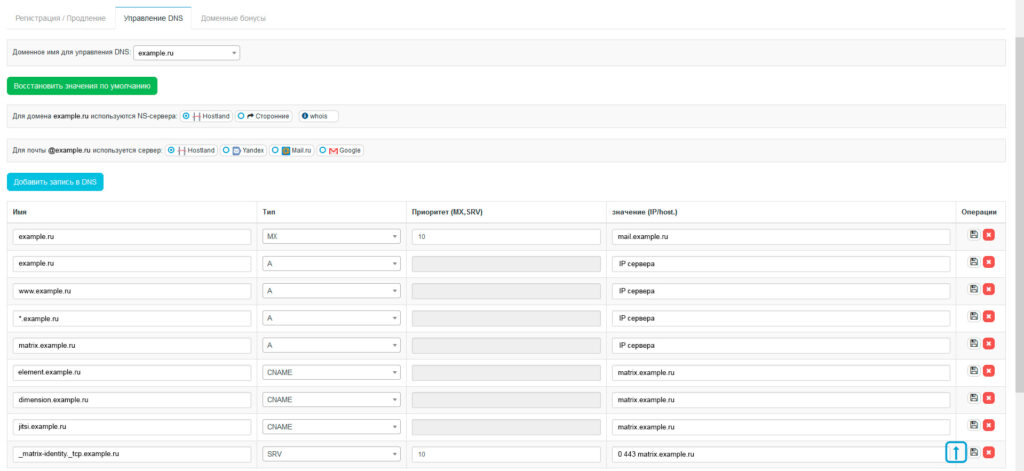 Регистрация / Продление Управление DNS Доменные бонусы
Доменное имя для управления DNS: example.ru
Восстановить значения по умолчанию
Для домена example.ru используются NS-сервера: Hostland Сторонние whois
Для почты @example.ru используется сервер: Hostland Yandex Mail.ru Google
Добавить запись в DNS
Имя Тип Приоритет (MX,SRV) значение (IP/host.) Операции
example.ru MX 10 mail.example.ru
example.ru A IP сервера
www.example.ru A IP сервера
*.example.ru A IP сервера
matrix.example.ru A IP сервера
element.example.ru CNAME matrix.example.ru
dimension.example.ru CNAME matrix.example.ru
jitsi.example.ru CNAME matrix.example.ru
_matrix-identity._tcp.example.ru SRV 10 0 443 matrix.example.ru